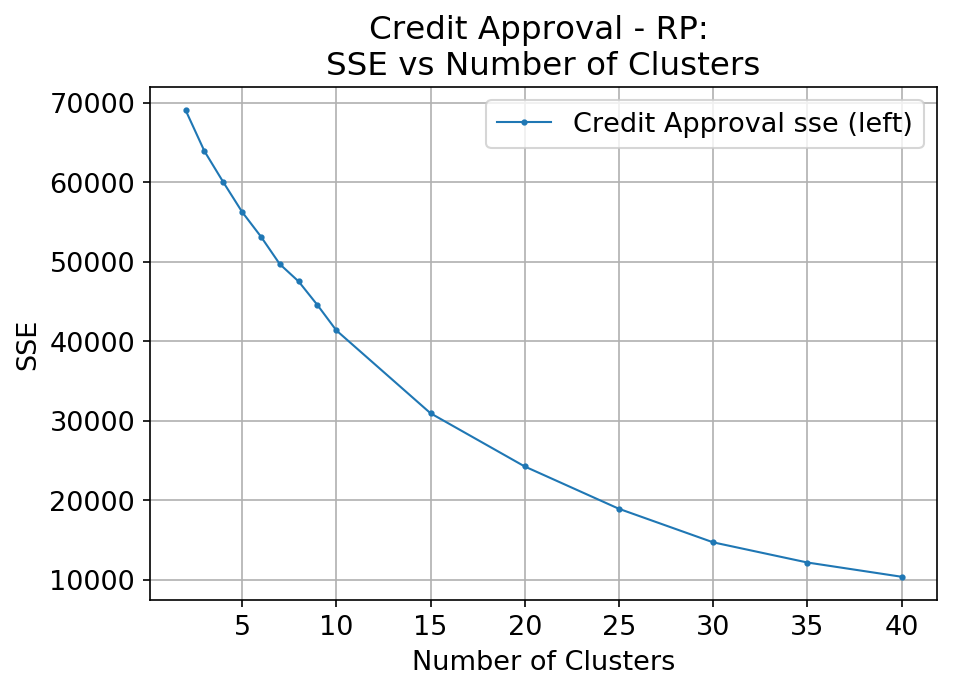 Credit Approval - RP:
SSE vs Number of Clusters
Credit Approval sse (left)
70000
60000
50000
40000
30000
20000
10000
SSE
5 10 15 20 25 30 35 40
Number of Clusters